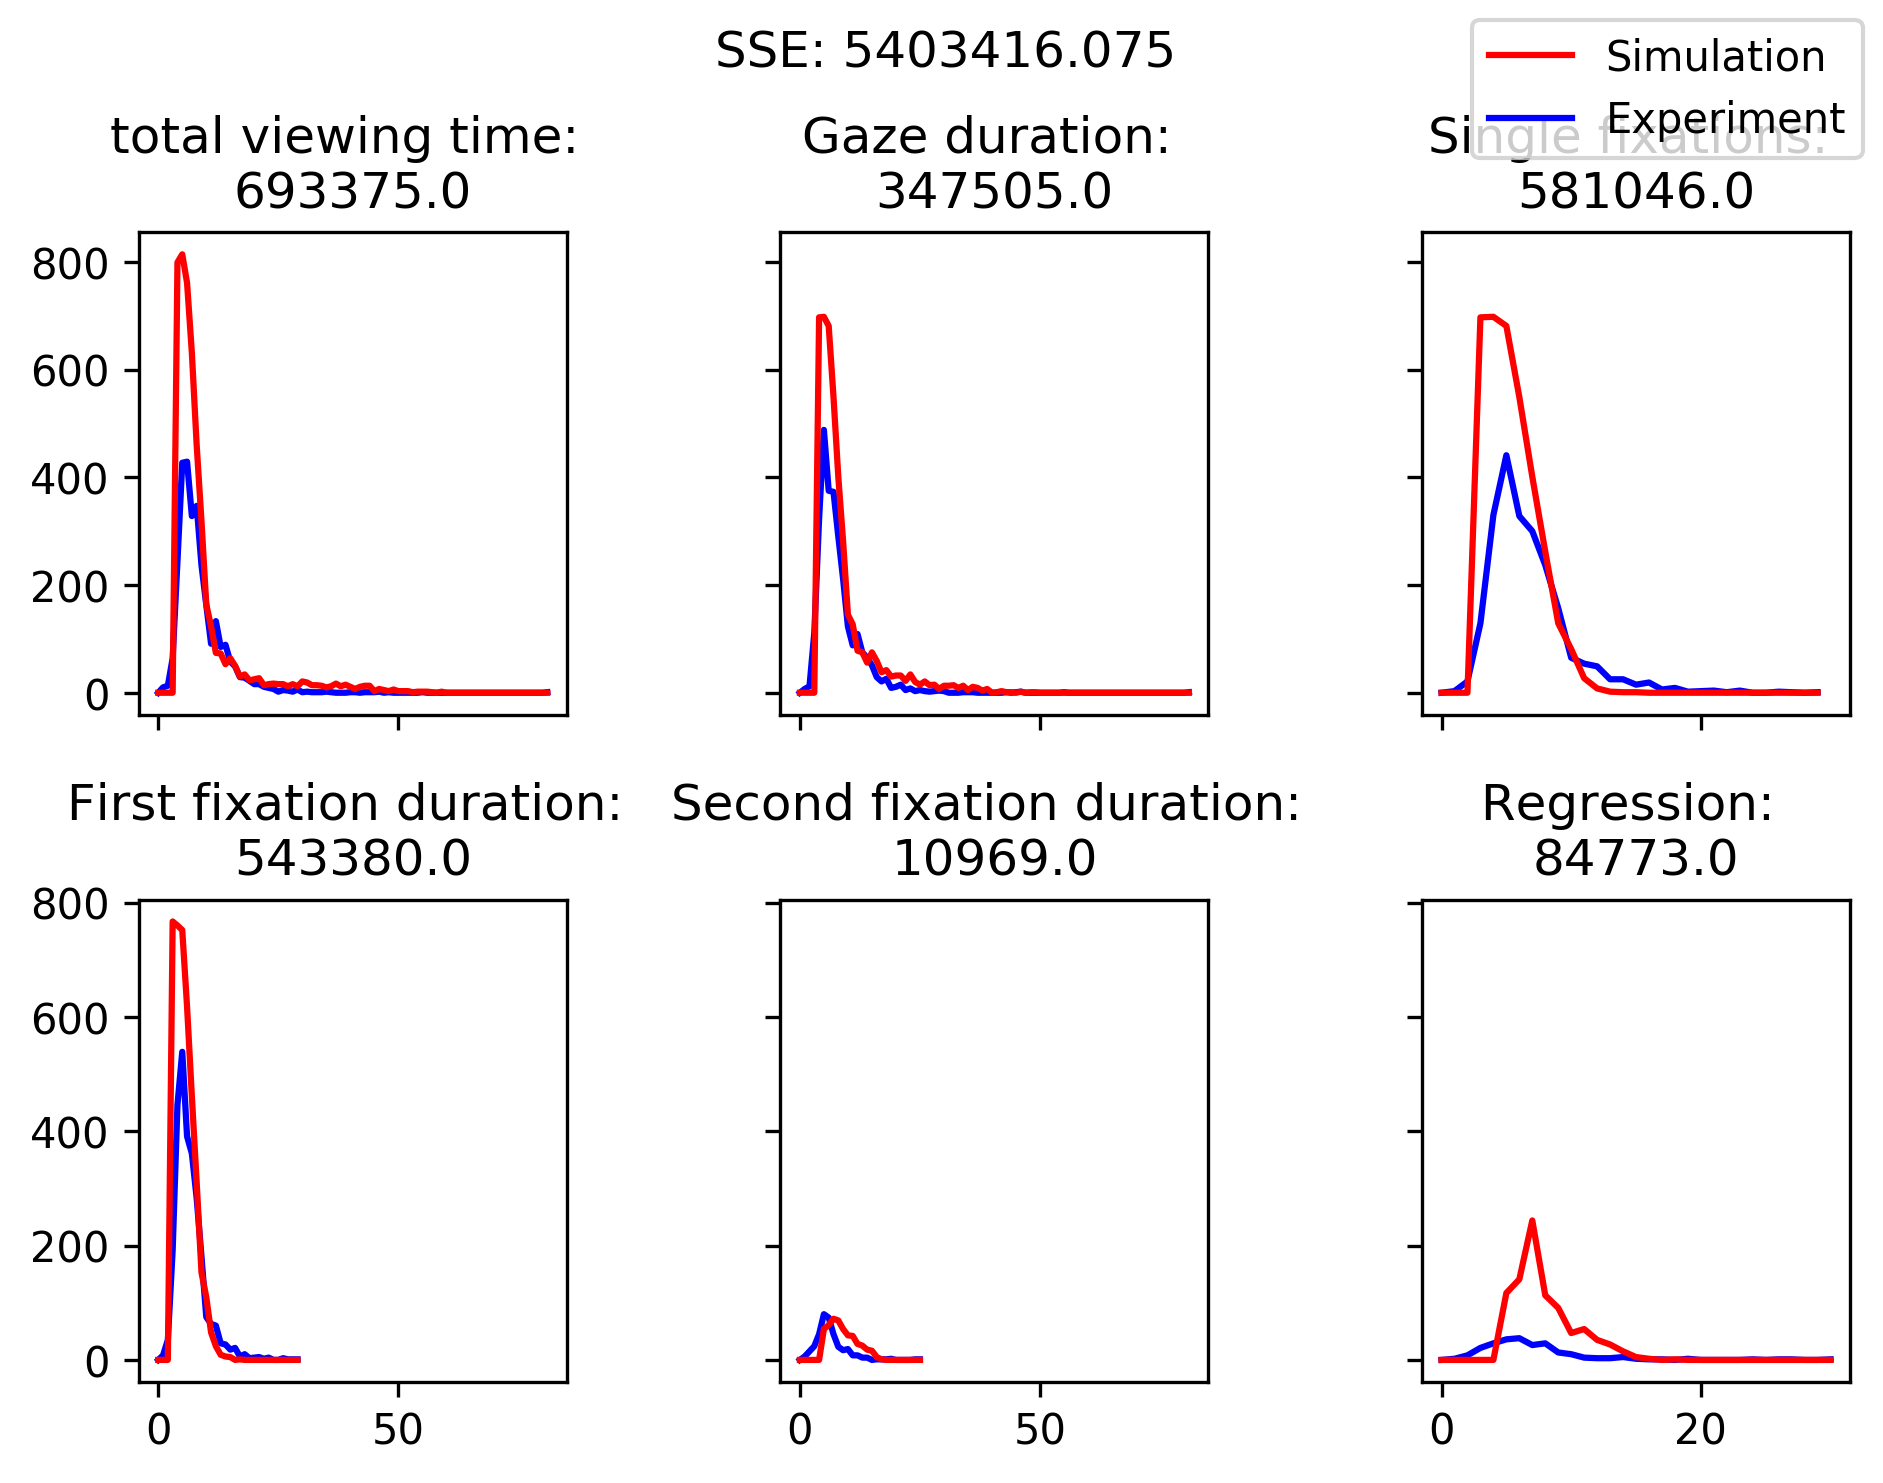 SSE: 5403416.075
Simulation
Experiment
total viewing time:
693375.0
Gaze duration:
347505.0
Single fixations:
581046.0
800
600
400
200
0
First fixation duration:
543380.0
Second fixation duration:
10969.0
Regression:
84773.0
800
600
400
200
0
0 50
0 50
0 20